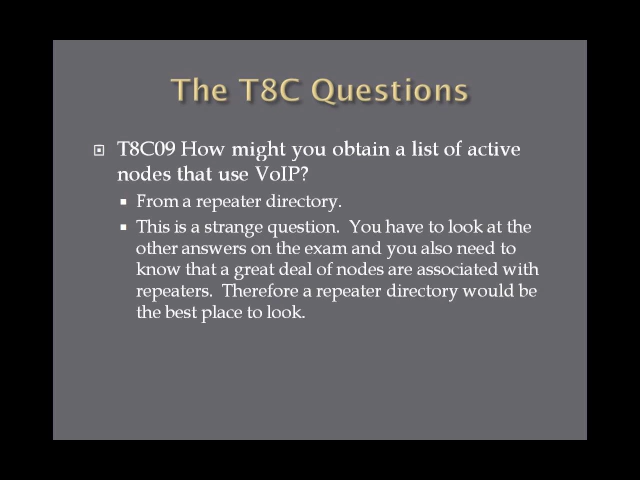 The T8C Questions
T8C09 How might you obtain a list of active
nodes that use VoIP?
From a repeater directory.
This is a strange question.  You have to look at the
other answers on the exam and you also need to
know that a great deal of nodes are associated with
repeaters.  Therefore a repeater directory would be
the best place to look.